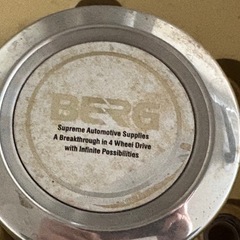 BERG
Supreme Automotive Supplies
A Breakthrough in 4 Wheel Drive
with Infinite Possibilities